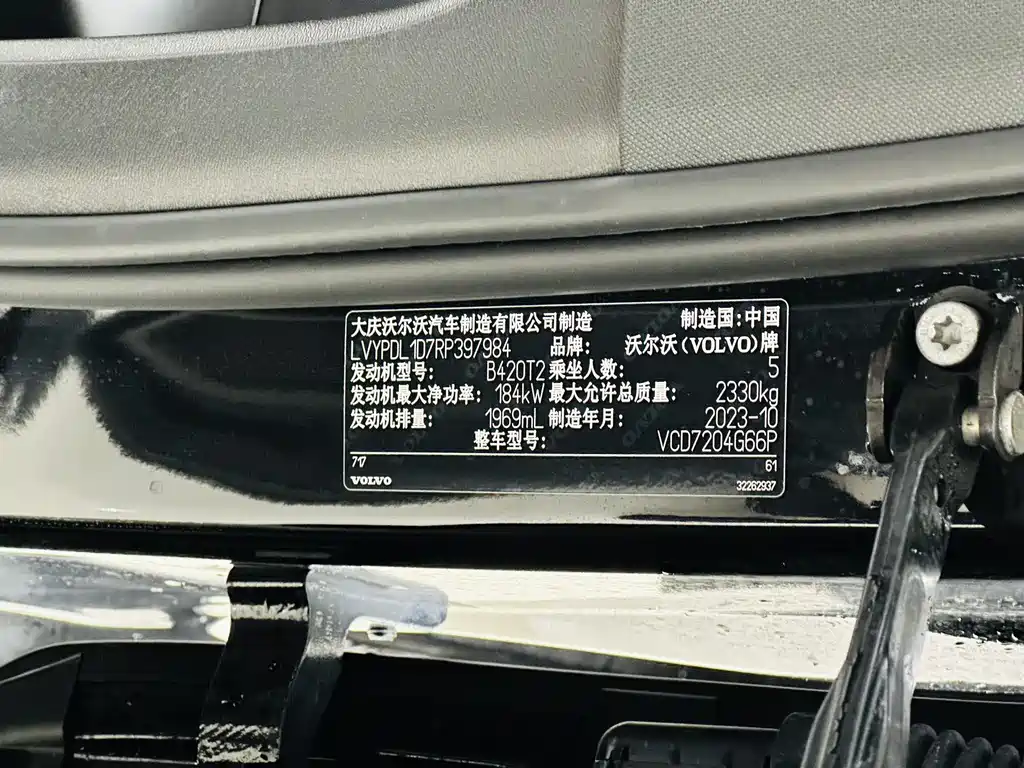 大庆沃尔沃汽车制造有限公司制造 制造国:中国
LVYPDL1D7RP397984 品牌: 沃尔沃(VOLVO)牌
发动机型号: B420T2 乘坐人数: 5
发动机最大净功率: 184kW 最大允许总质量: 2330kg
发动机排量: 1969mL 制造年月: 2023-10
整车型号: VCD7204G66P
717 61
VOLVO 32262937